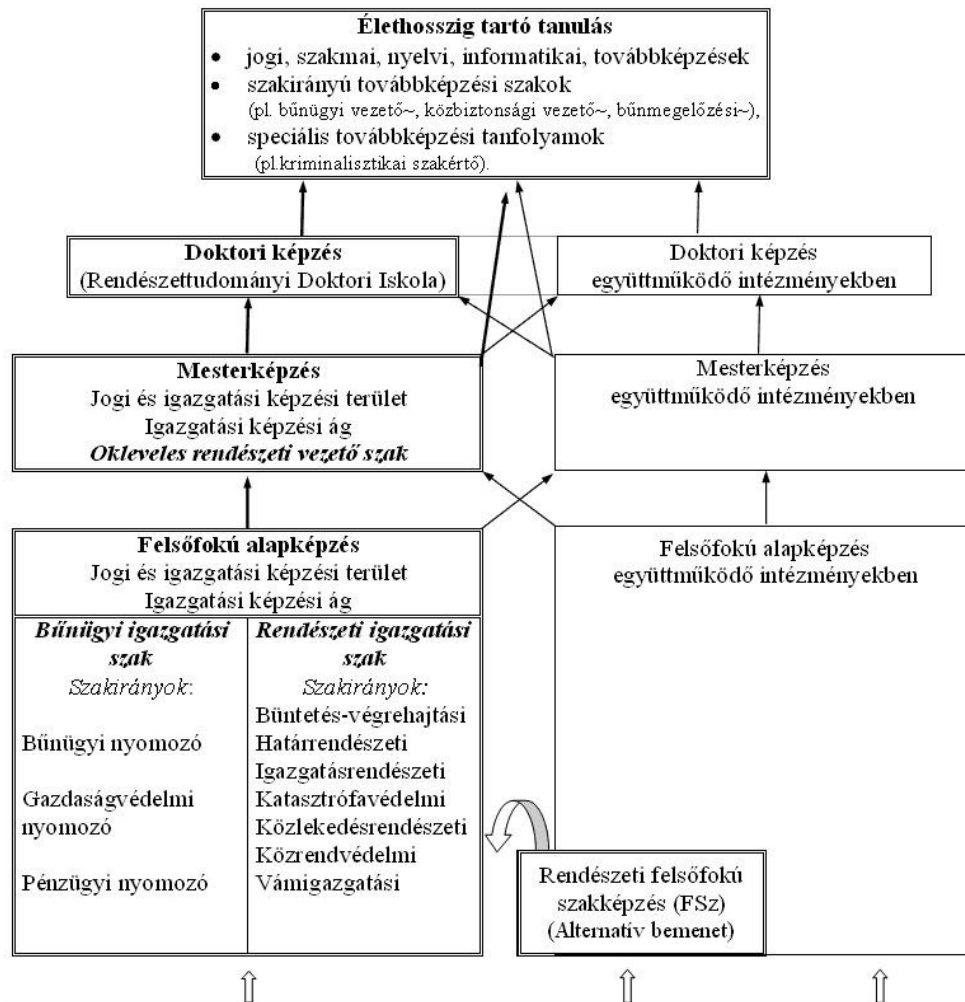 Élethosszig tartó tanulás
• jogi, szakmai, nyelvi, informatikai, továbbképzések
• szakirányú továbbképzési szakok
(pl. bűnügyi vezető~, közbiztonsági vezető~, bűnmegelőzési~),
• speciális továbbképzési tanfolyamok
(pl.kriminalisztikai szakértő).
Doktori képzés
(Rendészettudományi Doktori Iskola)
Doktori képzés
együttműködő intézményekben
Mesterképzés
Jogi és igazgatási képzési terület
Igazgatási képzési ág
Okleveles rendészeti vezető szak
Mesterképzés
együttműködő intézményekben
Felsőfokú alapképzés
Jogi és igazgatási képzési terület
Igazgatási képzési ág
Felsőfokú alapképzés
együttműködő intézményekben
Bűnügyi igazgatási
szak
Szakirányok:
Bűnügyi nyomozó
Gazdaságvédelmi
nyomozó
Pénzügyi nyomozó
Rendészeti igazgatási
szak
Szakirányok:
Büntetés-végrehajtási
Határrendészeti
Igazgatásrendészeti
Katasztrófavédelmi
Közlekedésrendészeti
Közrendvédelmi
Vámigazgatási
Rendészeti felsőfokú
szakképzés (FSz)
(Alternatív bemenet)